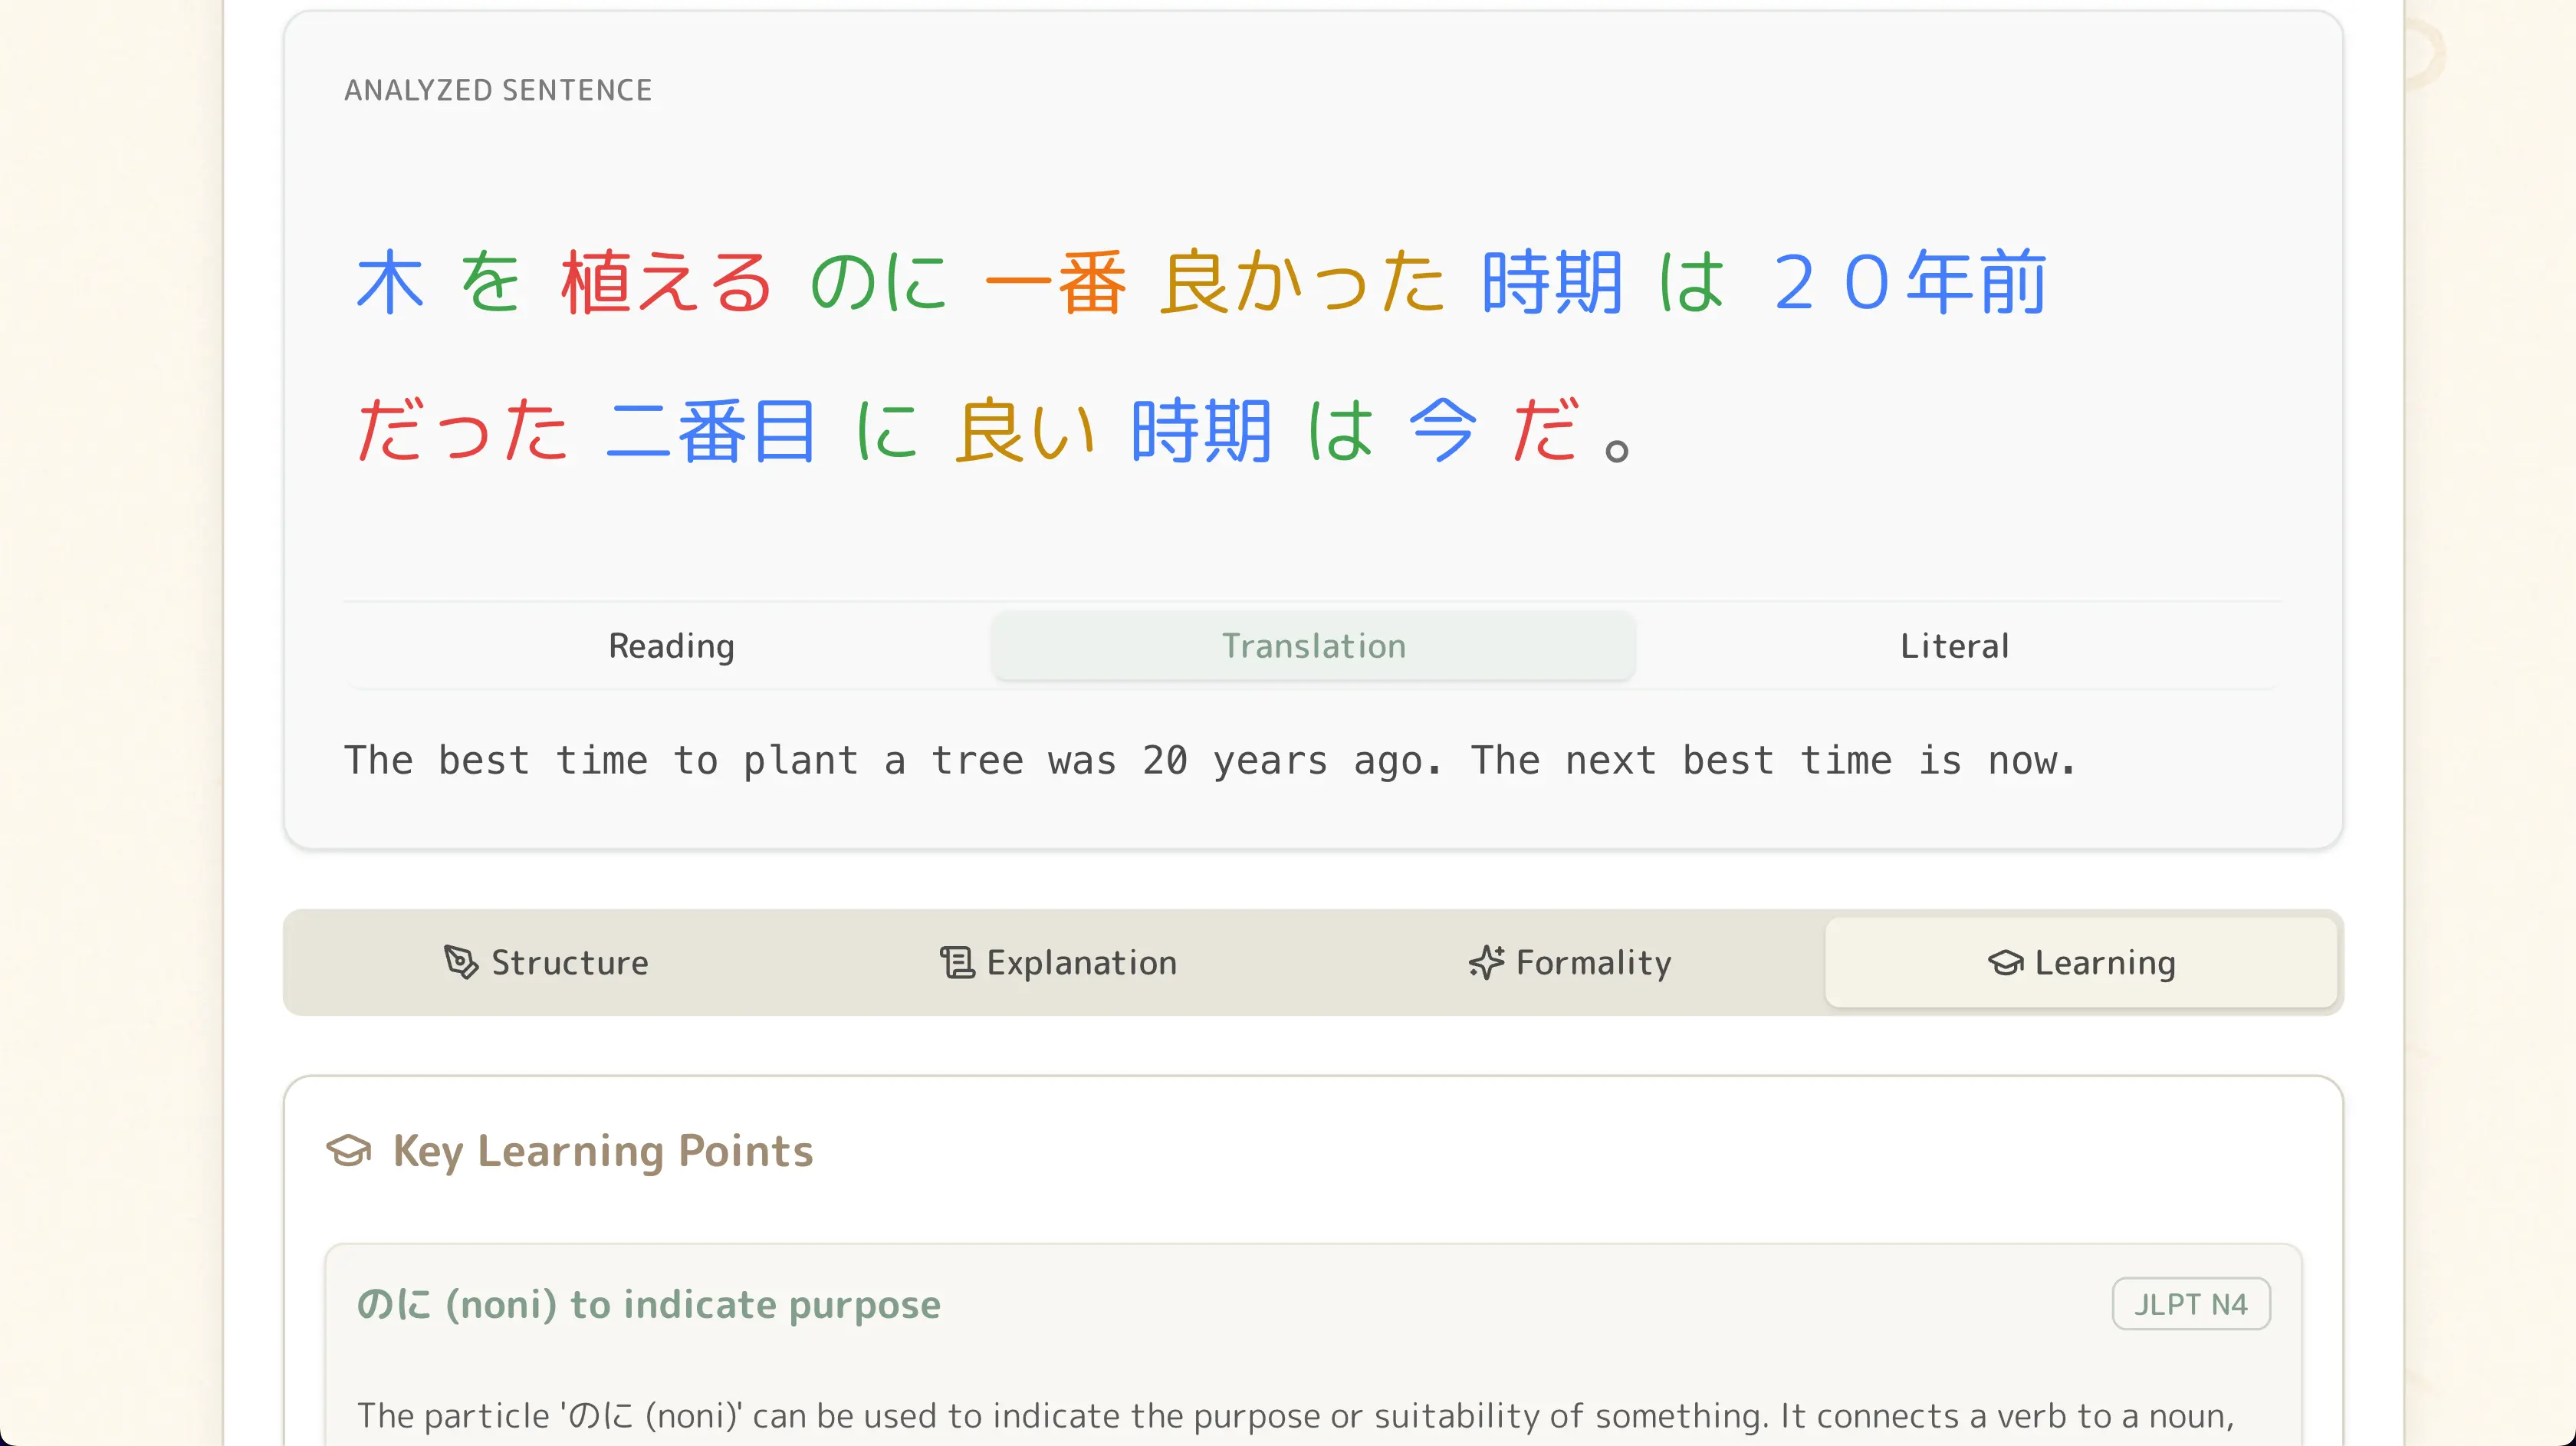 ANALYZED SENTENCE
木 を 植える のに 一番 良かった 時期 は ２０年前
だった 二番目 に 良い 時期 は 今 だ 。
Reading Translation Literal
The best time to plant a tree was 20 years ago. The next best time is now.
Structure Explanation Formality Learning
Key Learning Points
のに (noni) to indicate purpose JLPT N4
The particle 'のに (noni)' can be used to indicate the purpose or suitability of something. It connects a verb to a noun,